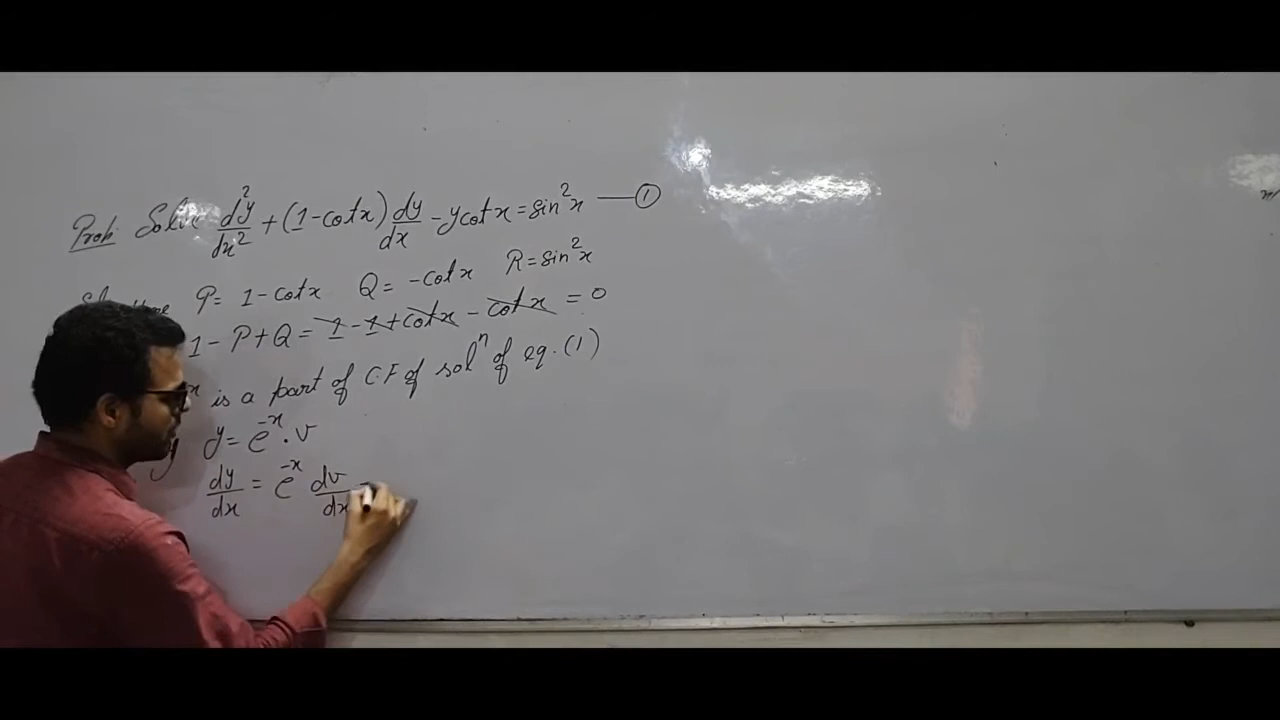 Prob. Solve d²y/dx² + (1-cotx) dy/dx - ycotx = sin²x —①
P = 1-cotx Q = -cotx R = sin²x
1 - P + Q = 1 - 1 + cotx - cotx = 0
x is a part of C.F of solⁿ of eq. (1)
y = e⁻ˣ . v
dy/dx = e⁻ˣ dv/dx -